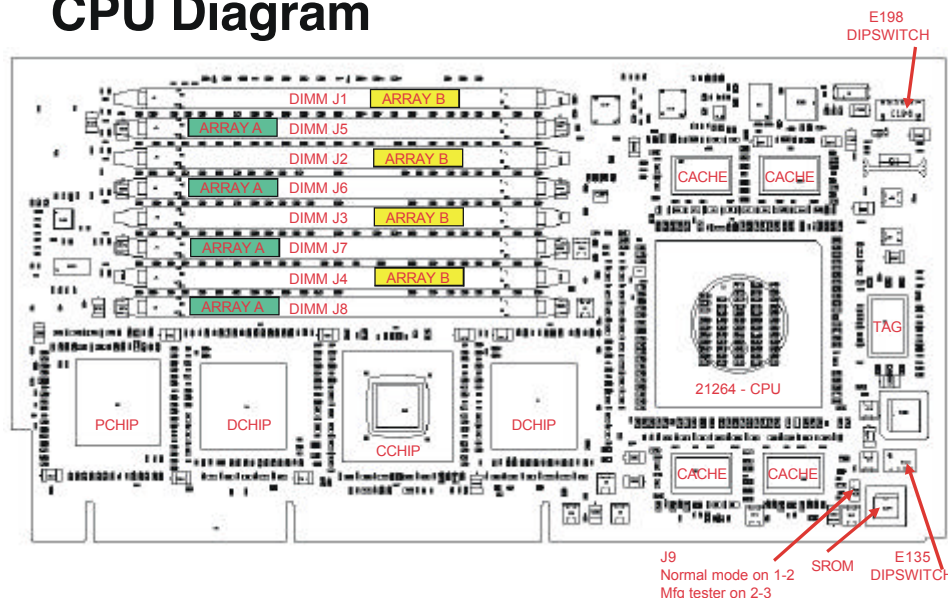 CPU Diagram
E198
DIPSWITCH
DIMM J1 ARRAY B
ARRAY A DIMM J5
DIMM J2 ARRAY B
ARRAY A DIMM J6
DIMM J3 ARRAY B
ARRAY A DIMM J7
DIMM J4 ARRAY B
ARRAY A DIMM J8
CACHE
CACHE
TAG
21264 - CPU
PCHIP
DCHIP
CCHIP
DCHIP
CACHE
CACHE
J9
Normal mode on 1-2
Mfg tester on 2-3
SROM
E135
DIPSWITCH